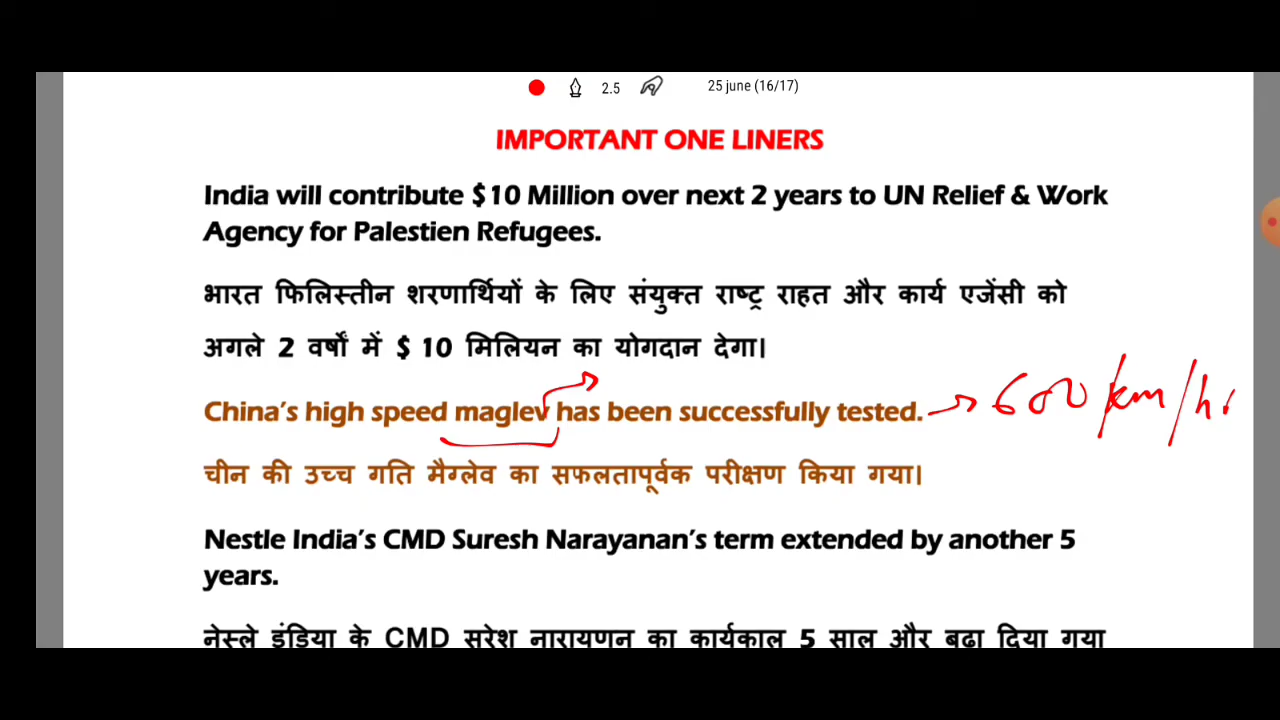 2.5 25 june (16/17)
IMPORTANT ONE LINERS
India will contribute $10 Million over next 2 years to UN Relief & Work
Agency for Palestien Refugees.
भारत फिलिस्तीन शरणार्थियों के लिए संयुक्त राष्ट्र राहत और कार्य एजेंसी को
अगले 2 वर्षों में $ 10 मिलियन का योगदान देगा।
China's high speed maglev has been successfully tested. → 600 km/hr
चीन की उच्च गति मैग्लेव का सफलतापूर्वक परीक्षण किया गया।
Nestle India's CMD Suresh Narayanan's term extended by another 5
years.
नेस्ले इंडिया के CMD सुरेश नारायणन का कार्यकाल 5 साल और बढ़ा दिया गया